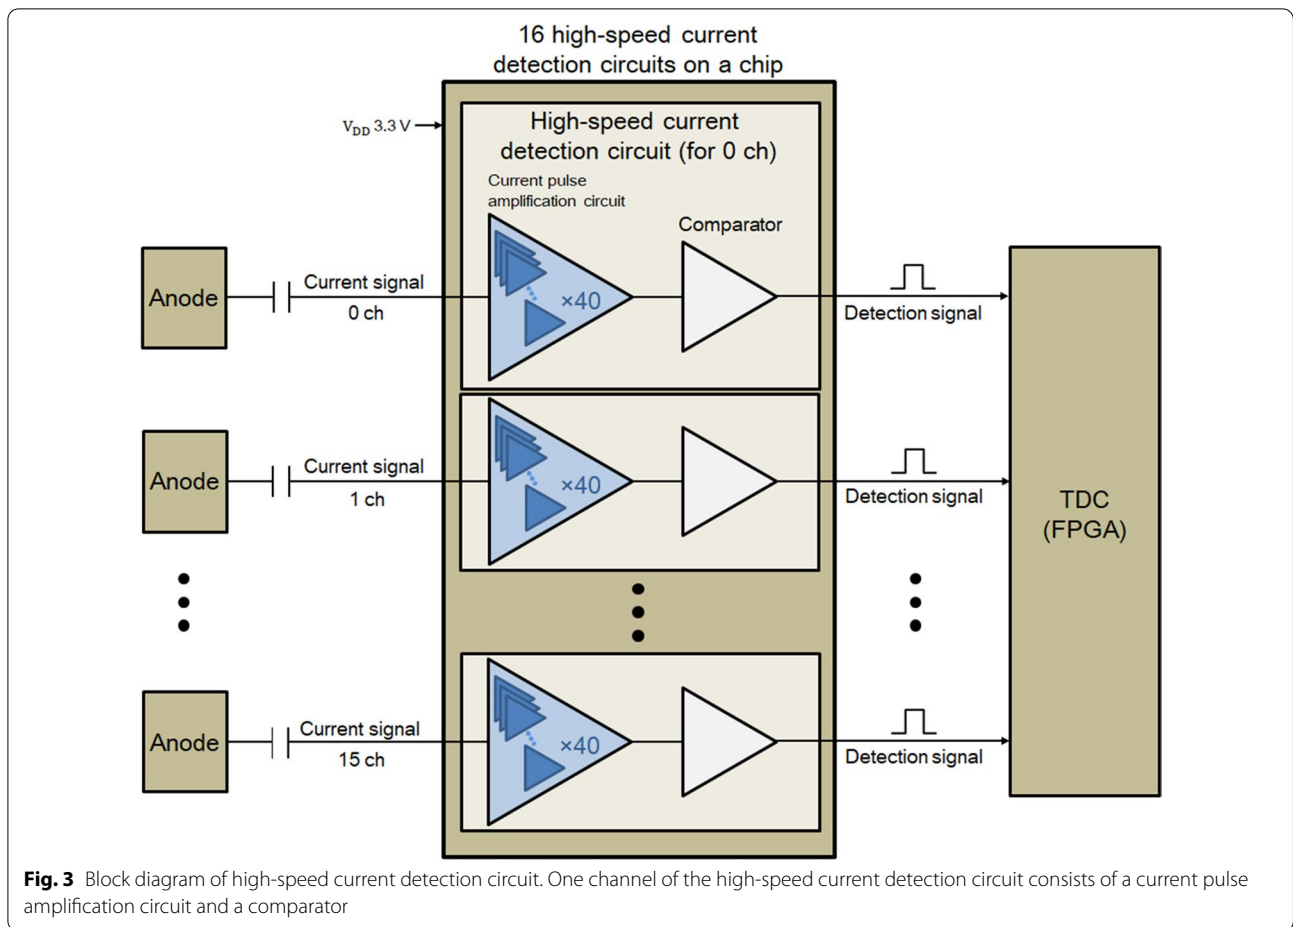 16 high-speed current
detection circuits on a chip
V_DD 3.3 V
High-speed current
detection circuit (for 0 ch)
Current pulse
amplification circuit
Comparator
Anode
Current signal
0 ch
×40
Detection signal
Anode
Current signal
1 ch
×40
Detection signal
TDC
(FPGA)
Anode
Current signal
15 ch
×40
Detection signal
Fig. 3 Block diagram of high-speed current detection circuit. One channel of the high-speed current detection circuit consists of a current pulse
amplification circuit and a comparator